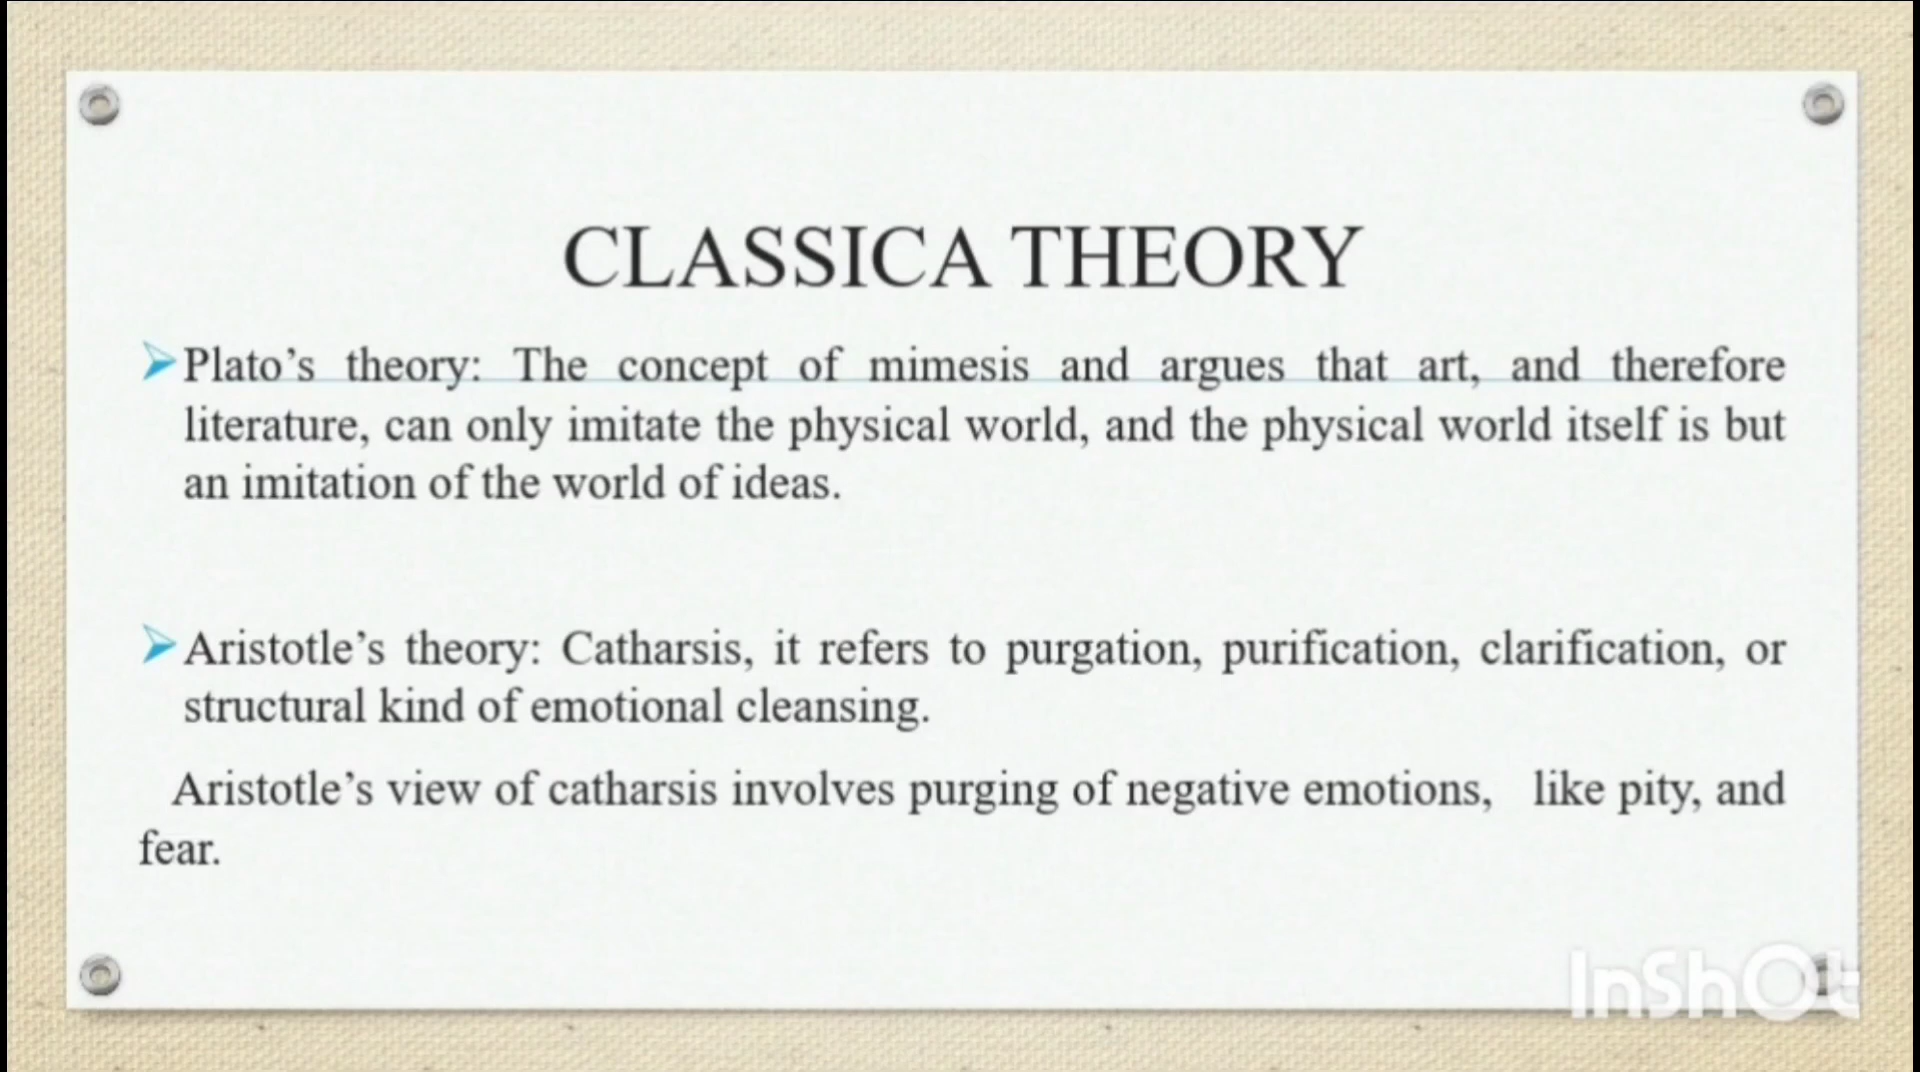 CLASSICA THEORY
Plato’s theory: The concept of mimesis and argues that art, and therefore
literature, can only imitate the physical world, and the physical world itself is but
an imitation of the world of ideas.
Aristotle’s theory: Catharsis, it refers to purgation, purification, clarification, or
structural kind of emotional cleansing.
Aristotle’s view of catharsis involves purging of negative emotions, like pity, and
fear.
InShOt